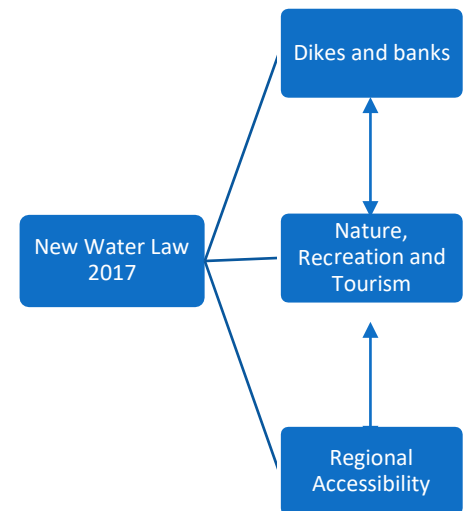 Dikes and banks
New Water Law
2017
Nature,
Recreation and
Tourism
Regional
Accessibility